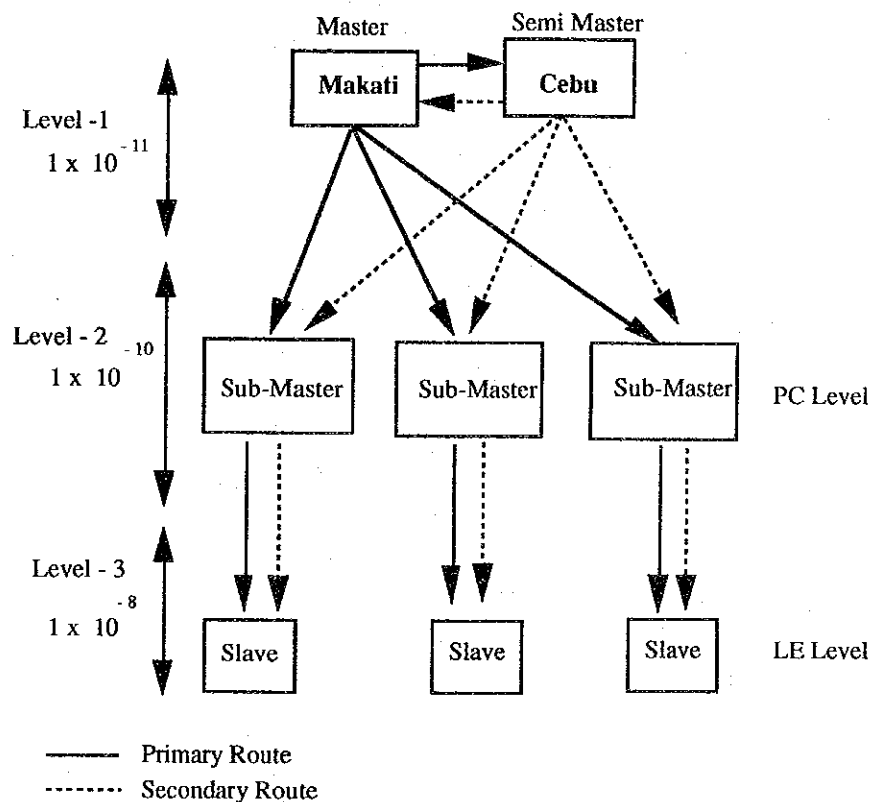 Master
Semi Master
Makati
Cebu
Level -1
1 x 10 -11
Level - 2
1 x 10 -10
Sub-Master
Sub-Master
Sub-Master
PC Level
Level - 3
1 x 10 -8
Slave
Slave
Slave
LE Level
Primary Route
Secondary Route